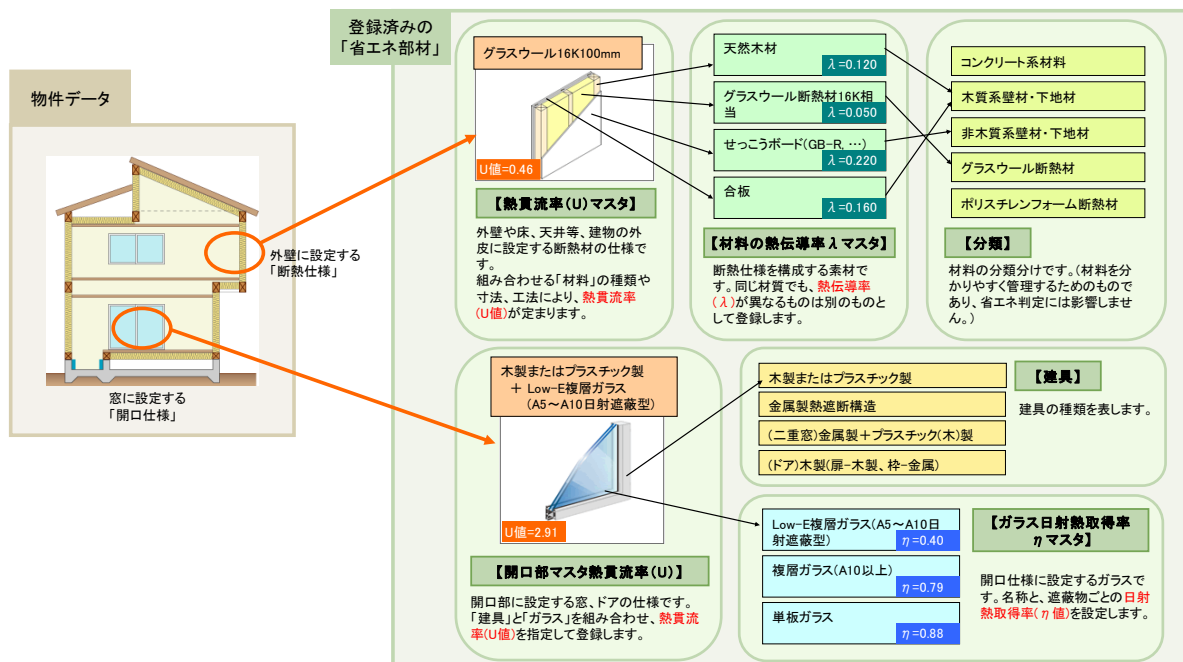 登録済みの
「省エネ部材」
物件データ
外壁に設定する
「断熱仕様」
窓に設定する
「開口仕様」
グラスウール16K100mm
U値=0.46
【熱貫流率(U)マスタ】
外壁や床、天井等、建物の外
皮に設定する断熱材の仕様で
す。
組み合わせる「材料」の種類や
寸法、工法により、熱貫流率
(U値)が定まります。
天然木材
λ=0.120
グラスウール断熱材16K相
当
λ=0.050
せっこうボード(GB-R, …)
λ=0.220
合板
λ=0.160
【材料の熱伝導率λマスタ】
断熱仕様を構成する素材で
す。同じ材質でも、熱伝導率
(λ)が異なるものは別のものと
して登録します。
コンクリート系材料
木質系壁材・下地材
非木質系壁材・下地材
グラスウール断熱材
ポリスチレンフォーム断熱材
【分類】
材料の分類分けです。(材料を分
かりやすく管理するためのもので
あり、省エネ判定には影響しませ
ん。)
木製またはプラスチック製
+ Low-E複層ガラス
(A5~A10日射遮蔽型)
U値=2.91
【開口部マスタ熱貫流率(U)】
開口部に設定する窓、ドアの仕様です。
「建具」と「ガラス」を組み合わせ、熱貫流
率(U値)を指定して登録します。
木製またはプラスチック製
金属製熱遮断構造
(二重窓)金属製+プラスチック(木)製
(ドア)木製(扉-木製、枠-金属)
【建具】
建具の種類を表します。
Low-E複層ガラス(A5~A10日
射遮蔽型)
η=0.40
複層ガラス(A10以上)
η=0.79
単板ガラス
η=0.88
【ガラス日射熱取得率
ηマスタ】
開口仕様に設定するガラスで
す。名称と、遮蔽物ごとの日射
熱取得率(η値)を設定します。